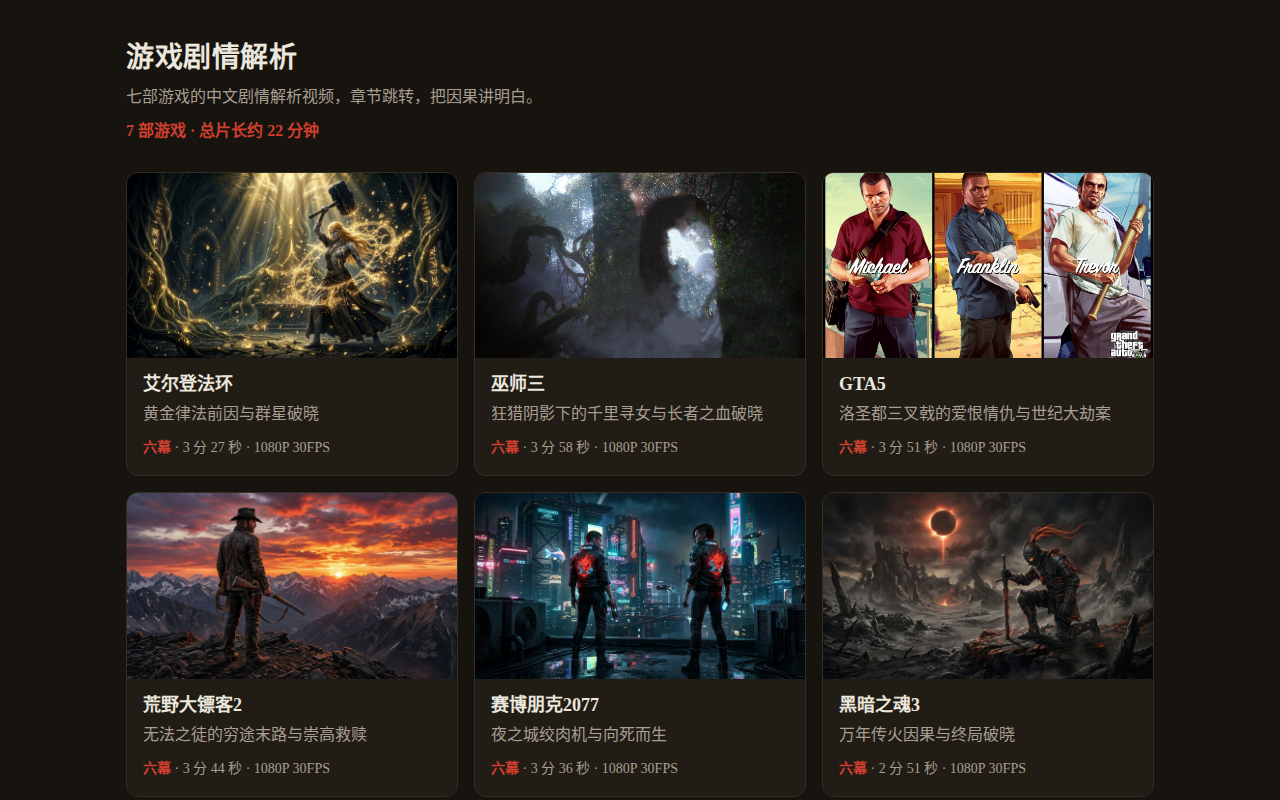 游戏剧情解析
七部游戏的中文剧情解析视频，章节跳转，把因果讲明白。
7 部游戏 · 总片长约 22 分钟
Michael
Franklin
Trevor
grand
theft
auto
艾尔登法环
黄金律法前因与群星破晓
六幕 · 3 分 27 秒 · 1080P 30FPS
巫师三
狂猎阴影下的千里寻女与长者之血破晓
六幕 · 3 分 58 秒 · 1080P 30FPS
GTA5
洛圣都三叉戟的爱恨情仇与世纪大劫案
六幕 · 3 分 51 秒 · 1080P 30FPS
荒野大镖客2
无法之徒的穷途末路与崇高救赎
六幕 · 3 分 44 秒 · 1080P 30FPS
赛博朋克2077
夜之城绞肉机与向死而生
六幕 · 3 分 36 秒 · 1080P 30FPS
黑暗之魂3
万年传火因果与终局破晓
六幕 · 2 分 51 秒 · 1080P 30FPS